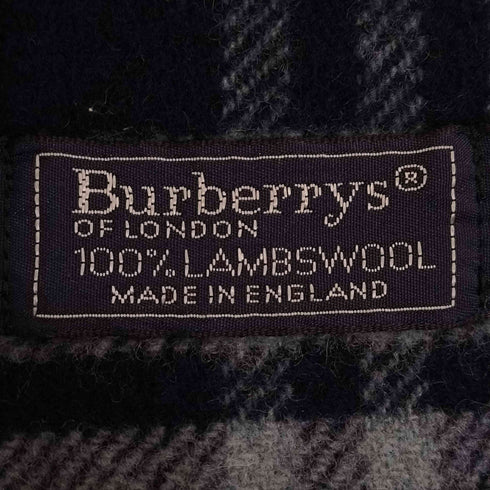 Burberrys®
OF LONDON
100% LAMBSWOOL
MADE IN ENGLAND